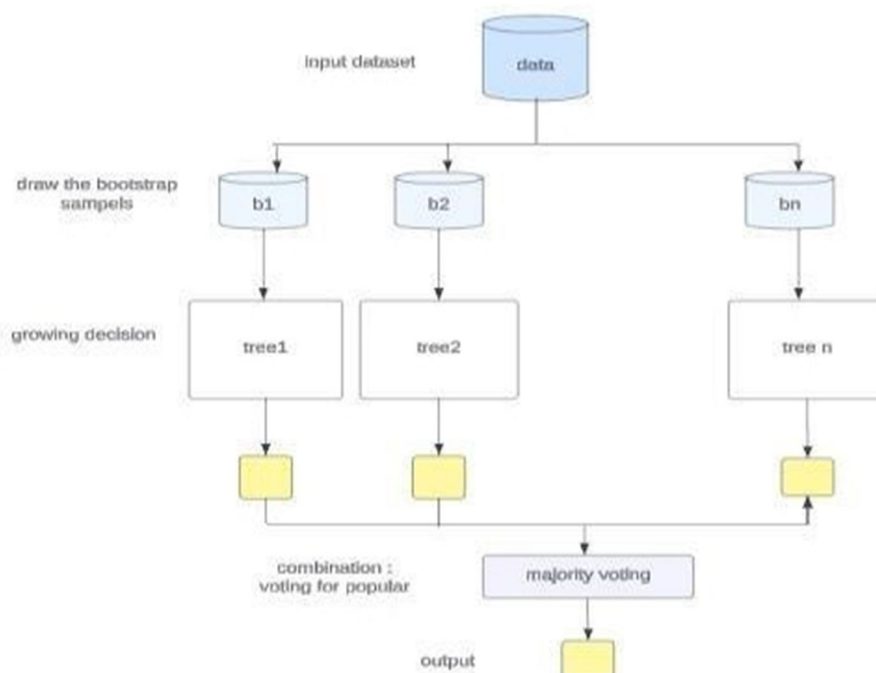 input dataset
data
draw the bootstrap
sampels
b1
b2
bn
growing decision
tree1
tree2
tree n
combination :
voting for popular
majority voting
output